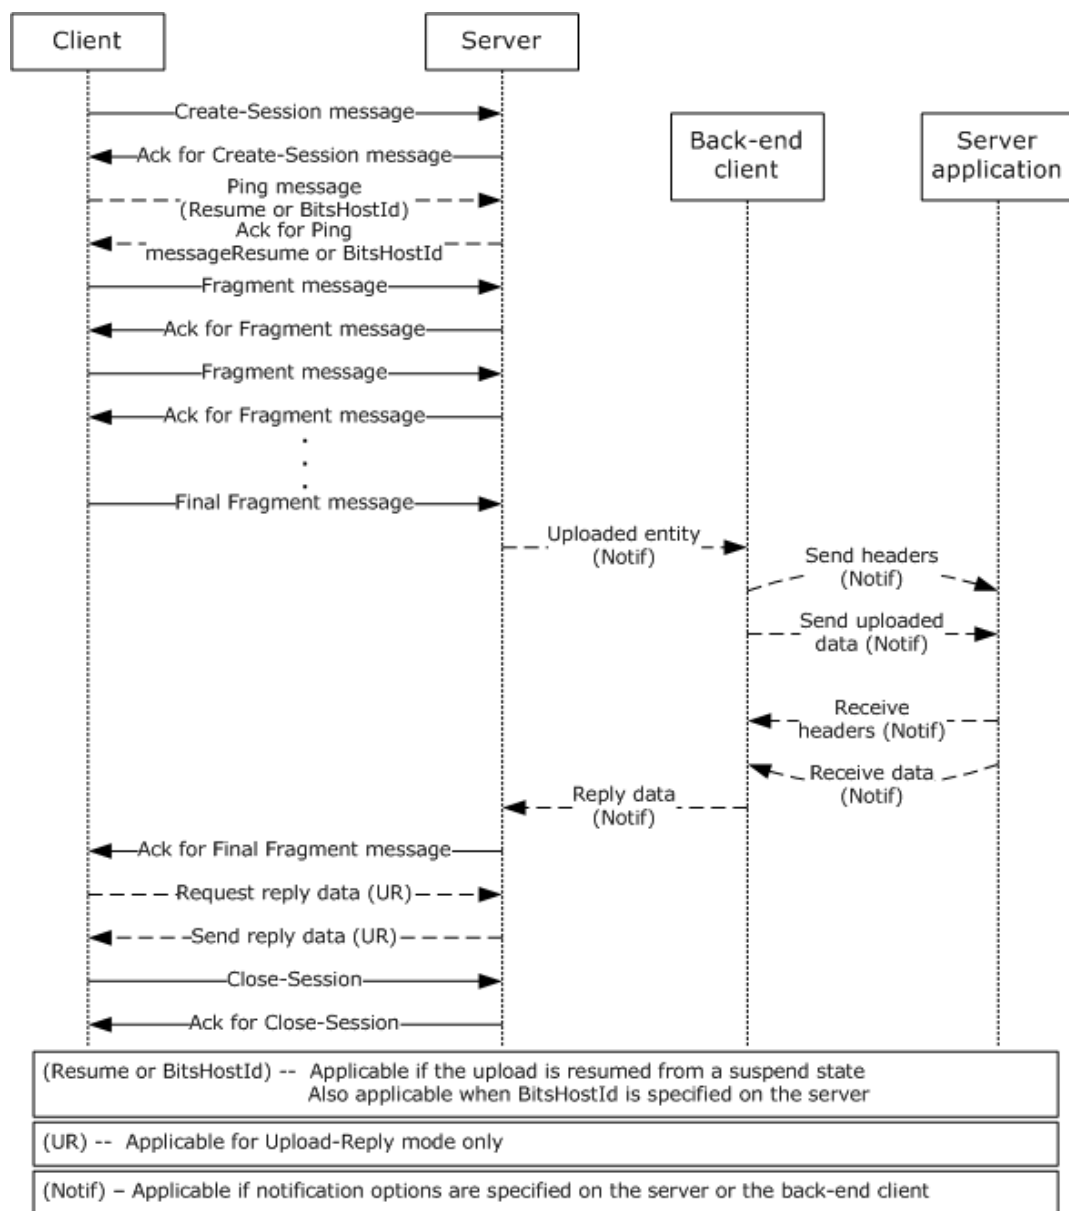 Client
Server
Create-Session message
Back-end
client
Server
application
Ack for Create-Session message
Ping message
(Resume or BitsHostId)
Ack for Ping
messageResume or BitsHostId
Fragment message
Ack for Fragment message
Fragment message
Ack for Fragment message
.
.
.
Final Fragment message
Uploaded entity
(Notif)
Send headers
(Notif)
Send uploaded
data (Notif)
Receive
headers (Notif)
Receive data
(Notif)
Reply data
(Notif)
Ack for Final Fragment message
Request reply data (UR)
Send reply data (UR)
Close-Session
Ack for Close-Session
(Resume or BitsHostId) -- Applicable if the upload is resumed from a suspend state
Also applicable when BitsHostId is specified on the server
(UR) -- Applicable for Upload-Reply mode only
(Notif) – Applicable if notification options are specified on the server or the back-end client